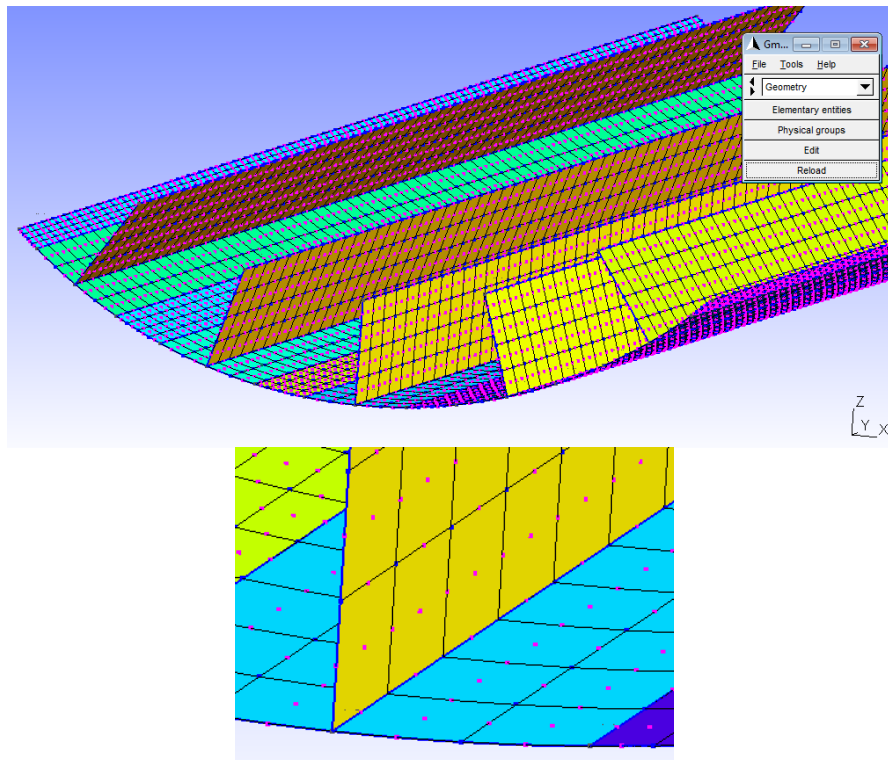 Gm...
File Tools Help
Geometry
Elementary entities
Physical groups
Edit
Reload
Z
Y X